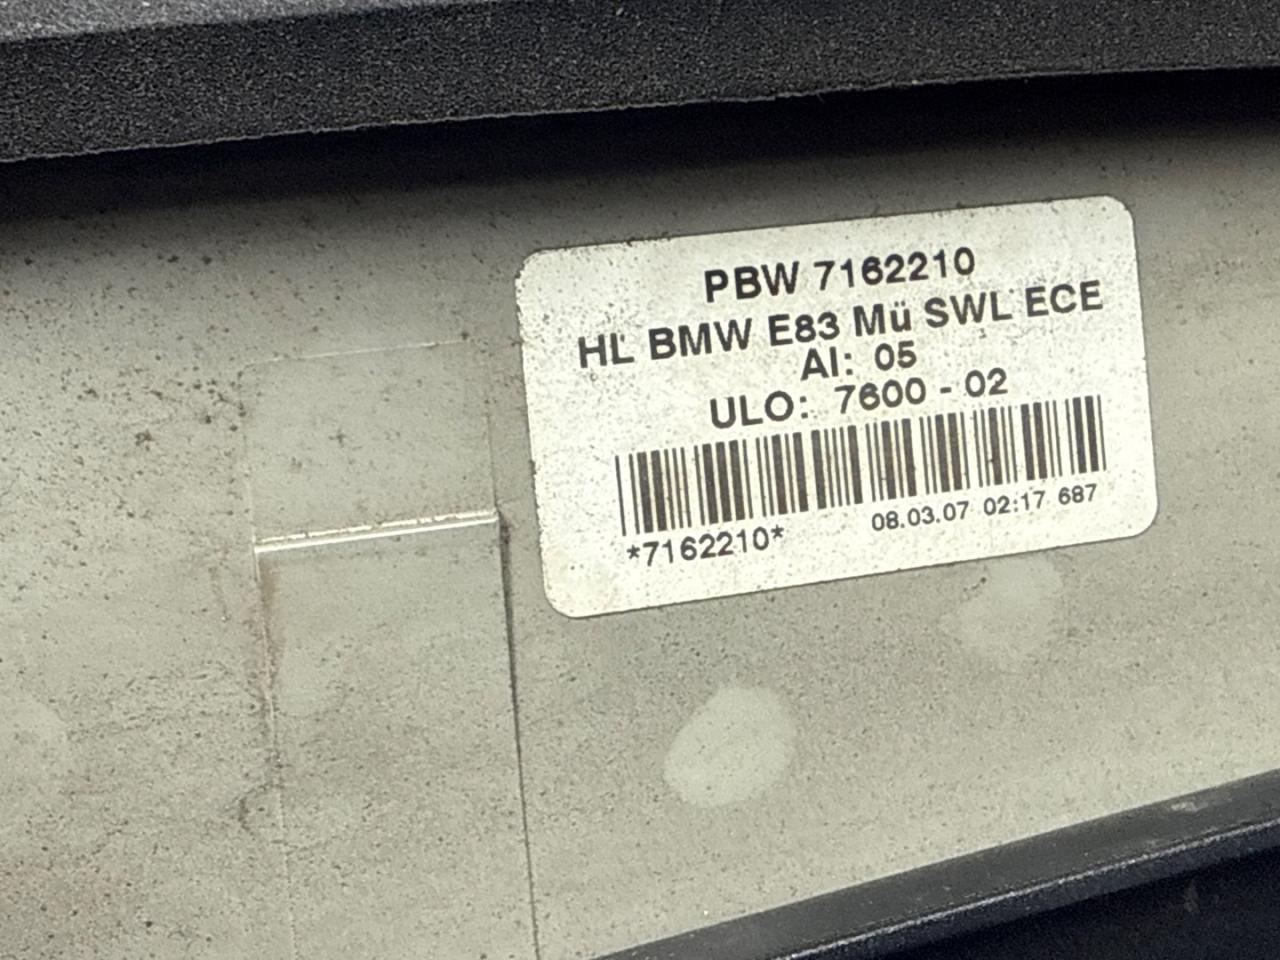 PBW 7162210
HL BMW E83 Mü SWL ECE
AI: 05
ULO: 7600 - 02
*7162210* 08.03.07 02:17 687